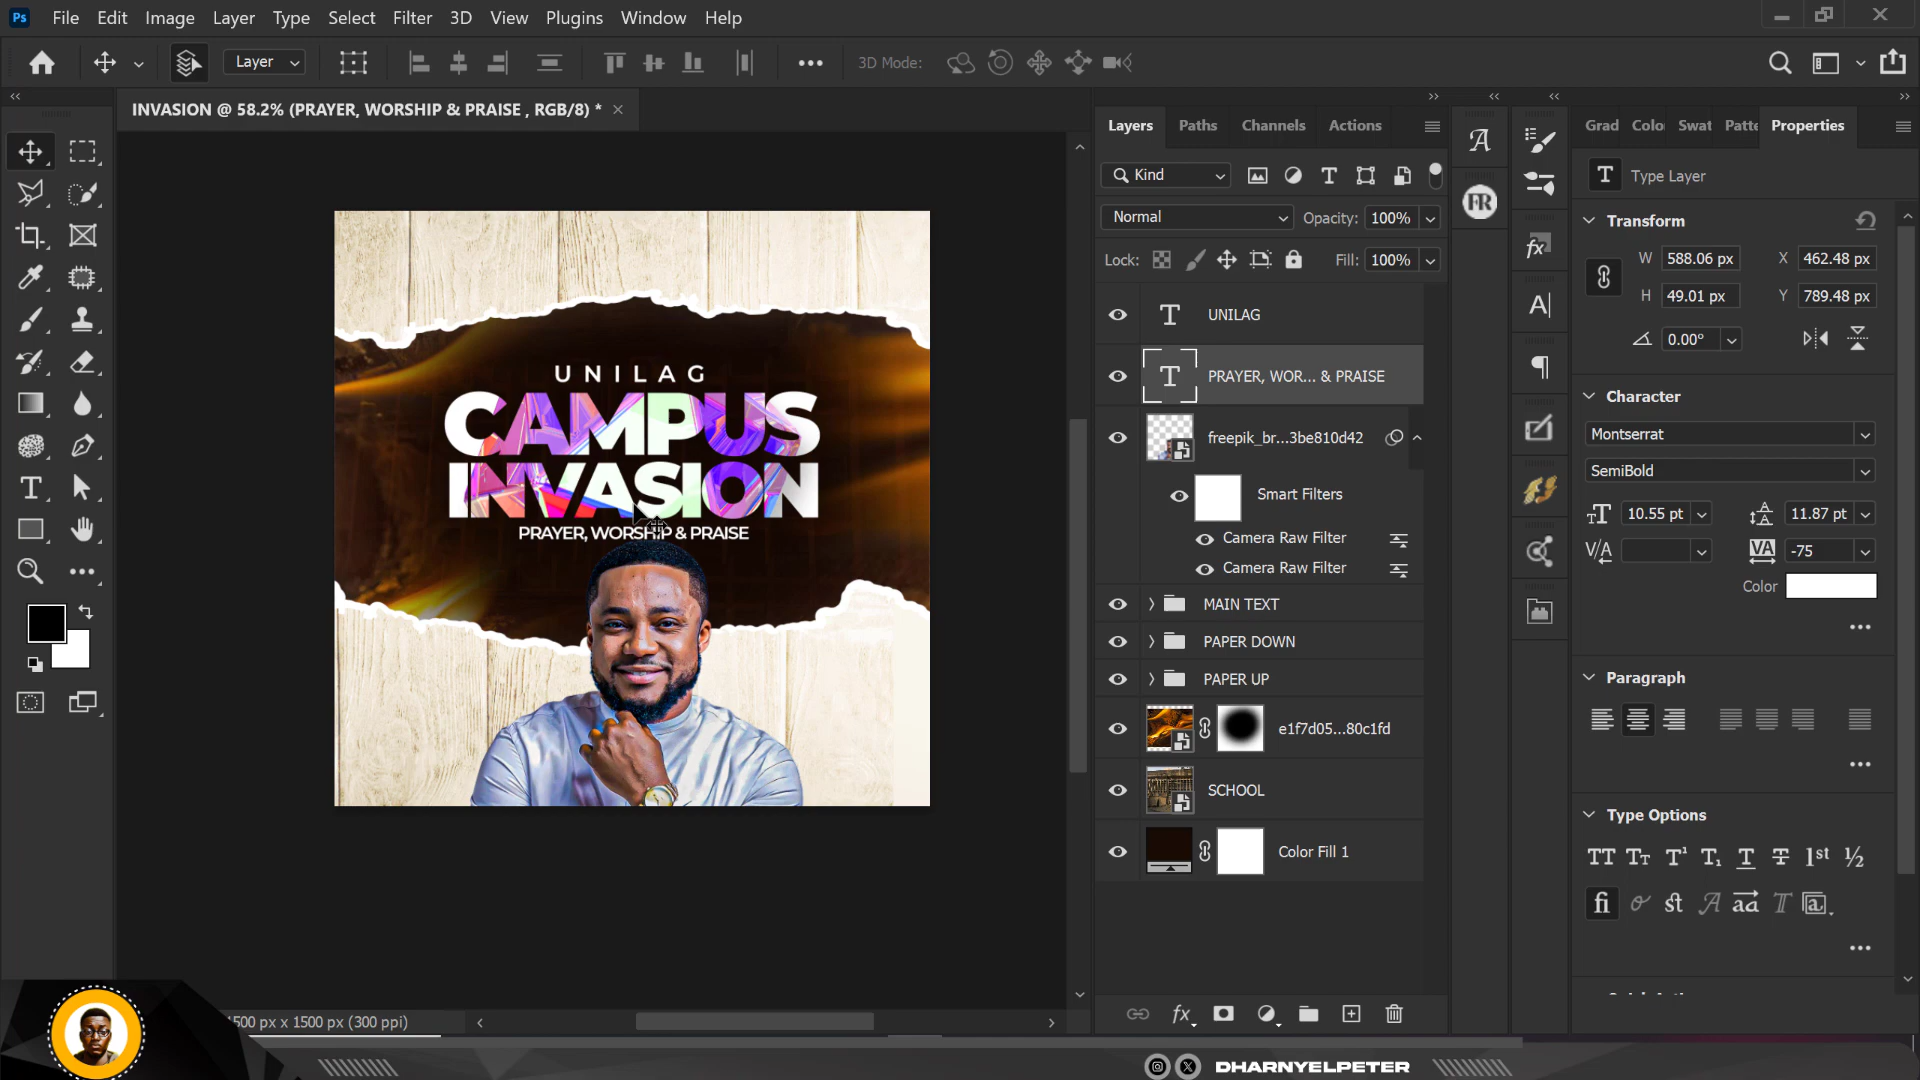 Ps File Edit Image Layer Type Select Filter 3D View Plugins Window Help
Layer 3D Mode:
INVASION @ 58.2% (PRAYER, WORSHIP & PRAISE , RGB/8) *
UNILAG
CAMPUS
INVASION
PRAYER, WORSHIP & PRAISE
1500 px x 1500 px (300 ppi)
Layers Paths Channels Actions
Kind
Normal Opacity: 100%
Lock: Fill: 100%
UNILAG
PRAYER, WOR... & PRAISE
freepik_br...3be810d42
Smart Filters
Camera Raw Filter
Camera Raw Filter
MAIN TEXT
PAPER DOWN
PAPER UP
e1f7d05...80c1fd
SCHOOL
Color Fill 1
FR
Grad Colo Swat Patte Properties
Type Layer
Transform
W 588.06 px X 462.48 px
H 49.01 px Y 789.48 px
0.00°
Character
Montserrat
SemiBold
10.55 pt 11.87 pt
-75
Color
Paragraph
Type Options
DHARNYELPETER